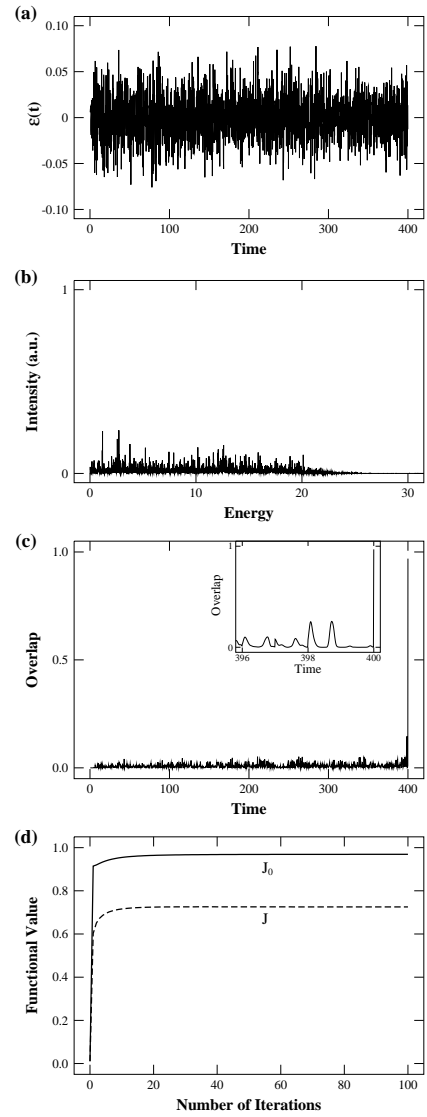 (a)
0.10
0.05
0
-0.05
-0.10
ε(t)
0 100 200 300 400
Time
(b)
1
0
Intensity (a.u.)
0 10 20 30
Energy
(c)
1.0
0.5
0.0
Overlap
1
0
Overlap
396 398 400
Time
0 100 200 300 400
Time
(d)
1.0
0.8
0.6
0.4
0.2
0.0
Functional Value
J₀
J
0 20 40 60 80 100
Number of Iterations